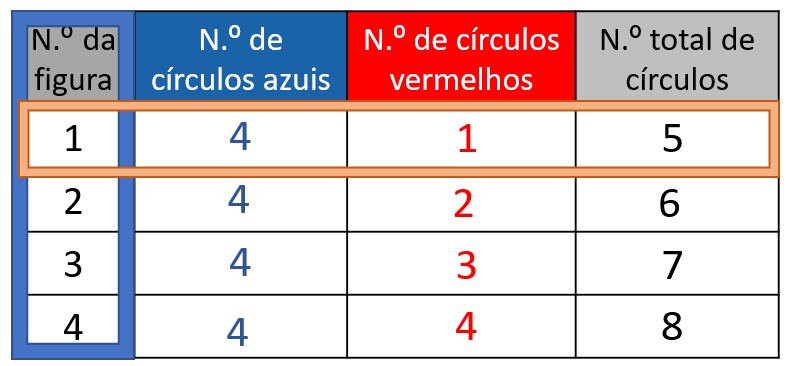 N.º da figura N.º de círculos azuis N.º de círculos vermelhos N.º total de círculos
1 4 1 5
2 4 2 6
3 4 3 7
4 4 4 8